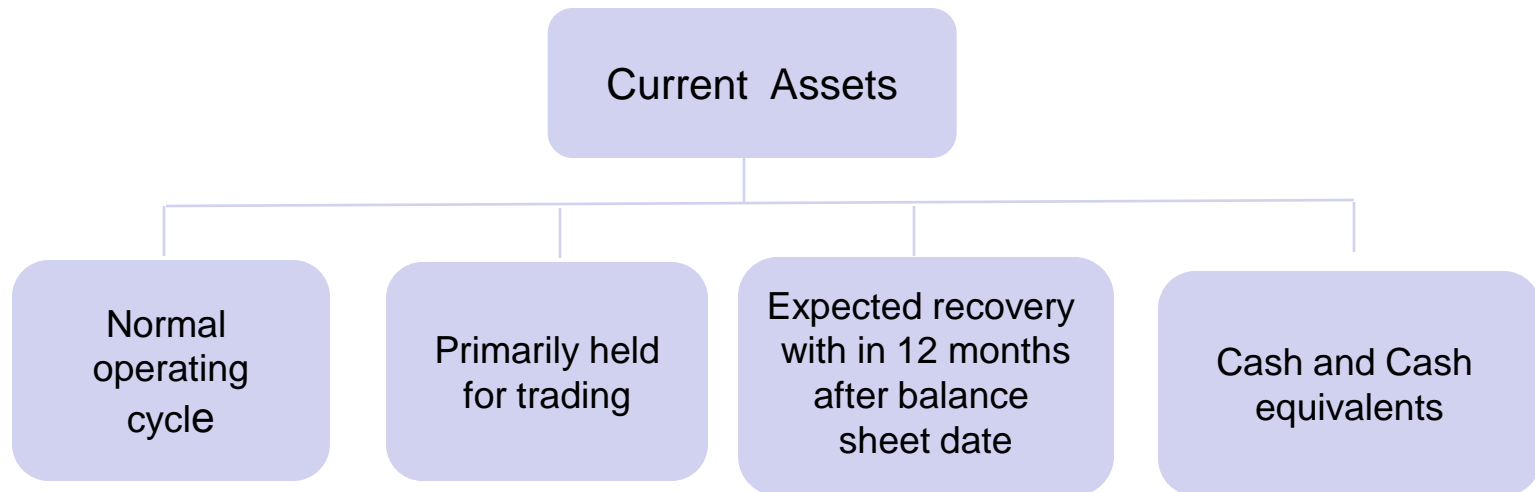 Current Assets
Normal
operating
cycle
Primarily held
for trading
Expected recovery
with in 12 months
after balance
sheet date
Cash and Cash
equivalents